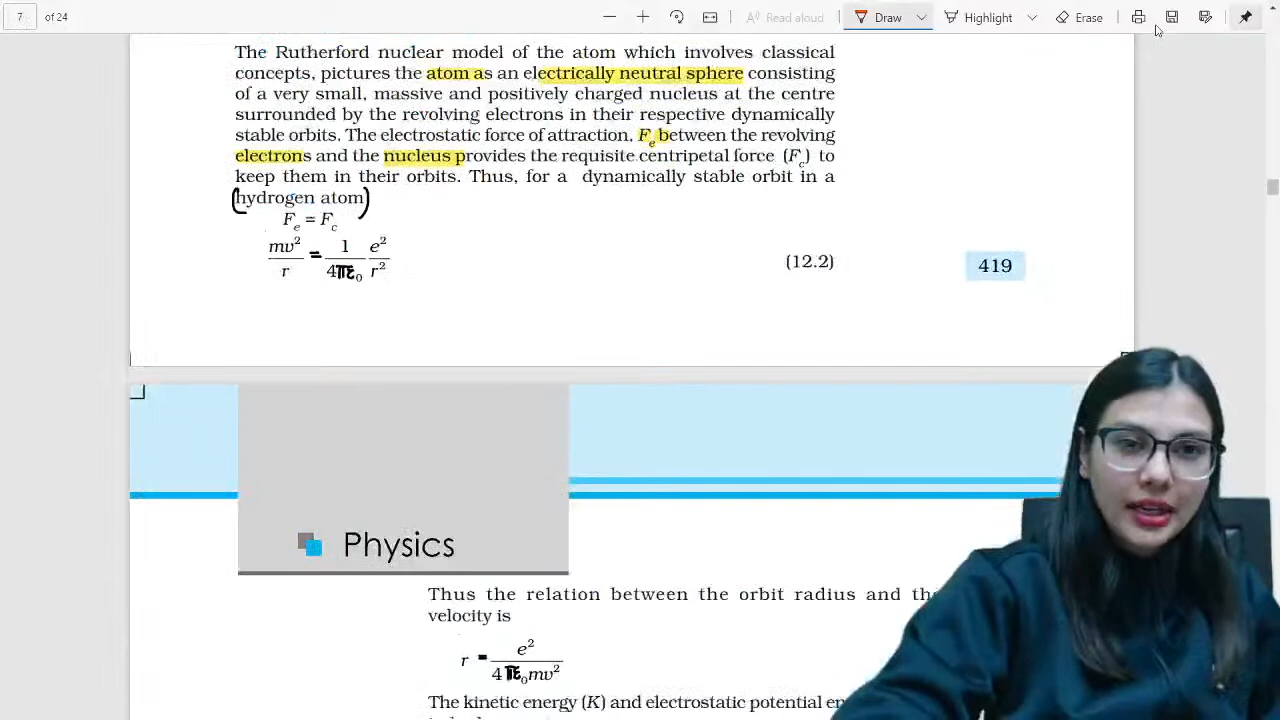 7 of 24
Read aloud
Draw
Highlight
Erase
The Rutherford nuclear model of the atom which involves classical
concepts, pictures the atom as an electrically neutral sphere consisting
of a very small, massive and positively charged nucleus at the centre
surrounded by the revolving electrons in their respective dynamically
stable orbits. The electrostatic force of attraction, Fₑ between the revolving
electrons and the nucleus provides the requisite centripetal force (F_c) to
keep them in their orbits. Thus, for a dynamically stable orbit in a
(hydrogen atom)
Fₑ = F_c
mv²/r = 1/4πε₀ e²/r²
(12.2)
419
Physics
Thus the relation between the orbit radius and the
velocity is
r = e²/4πε₀mv²
The kinetic energy (K) and electrostatic potential